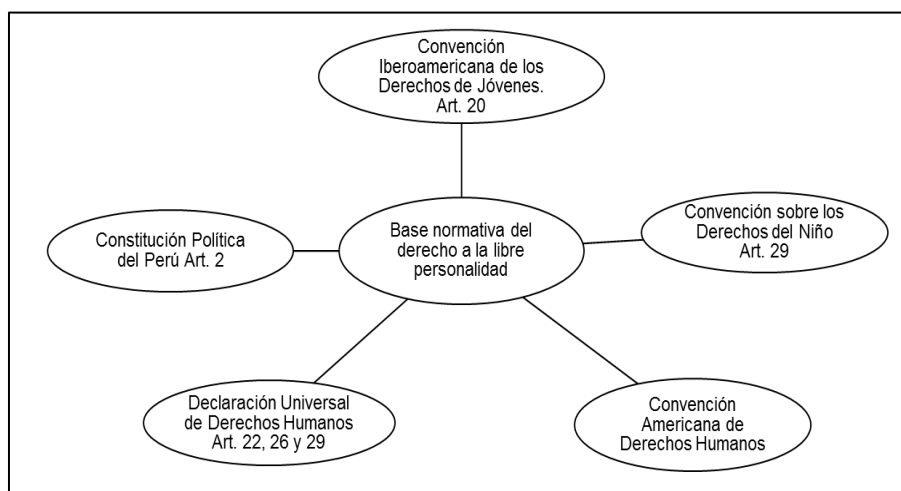 Convención
Iberoamericana de los
Derechos de Jóvenes.
Art. 20
Constitución Política
del Perú Art. 2
Base normativa del
derecho a la libre
personalidad
Convención sobre los
Derechos del Niño
Art. 29
Declaración Universal
de Derechos Humanos
Art. 22, 26 y 29
Convención
Americana de
Derechos Humanos